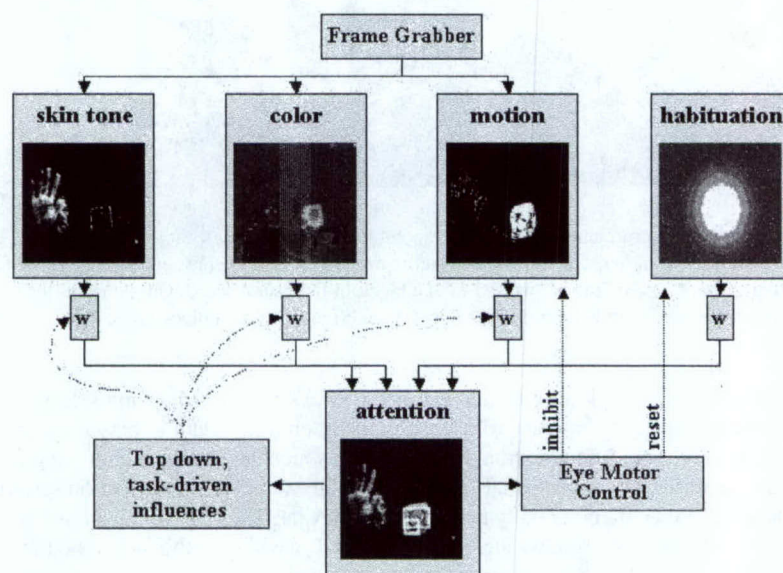 Frame Grabber
skin tone
color
motion
habituation
w
w
w
w
attention
inhibit
reset
Top down,
task-driven
influences
Eye Motor
Control